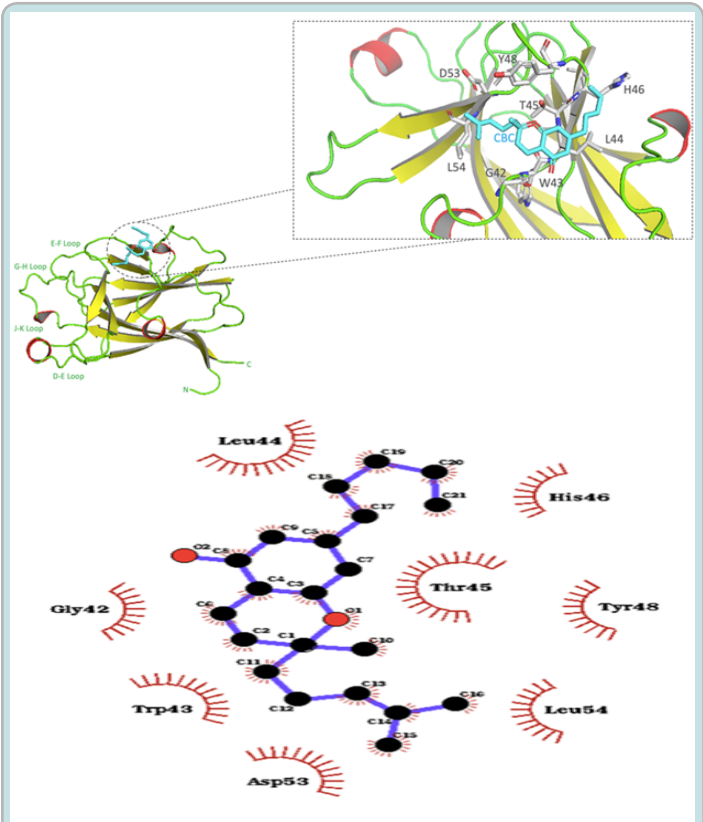 Y48
D53
H46
T45
CBC
L44
L54
G42
W43
E-F Loop
G-H Loop
J-K Loop
D-E Loop
C
N
Leu44
C19
C20
C18
C21
C17
His46
C9
C5
O2
C8
C7
C4
C3
Thr45
Gly42
C6
O1
Tyr48
C2
C1
C10
C11
C13
C16
Trp43
C12
C14
Leu54
C15
Asp53